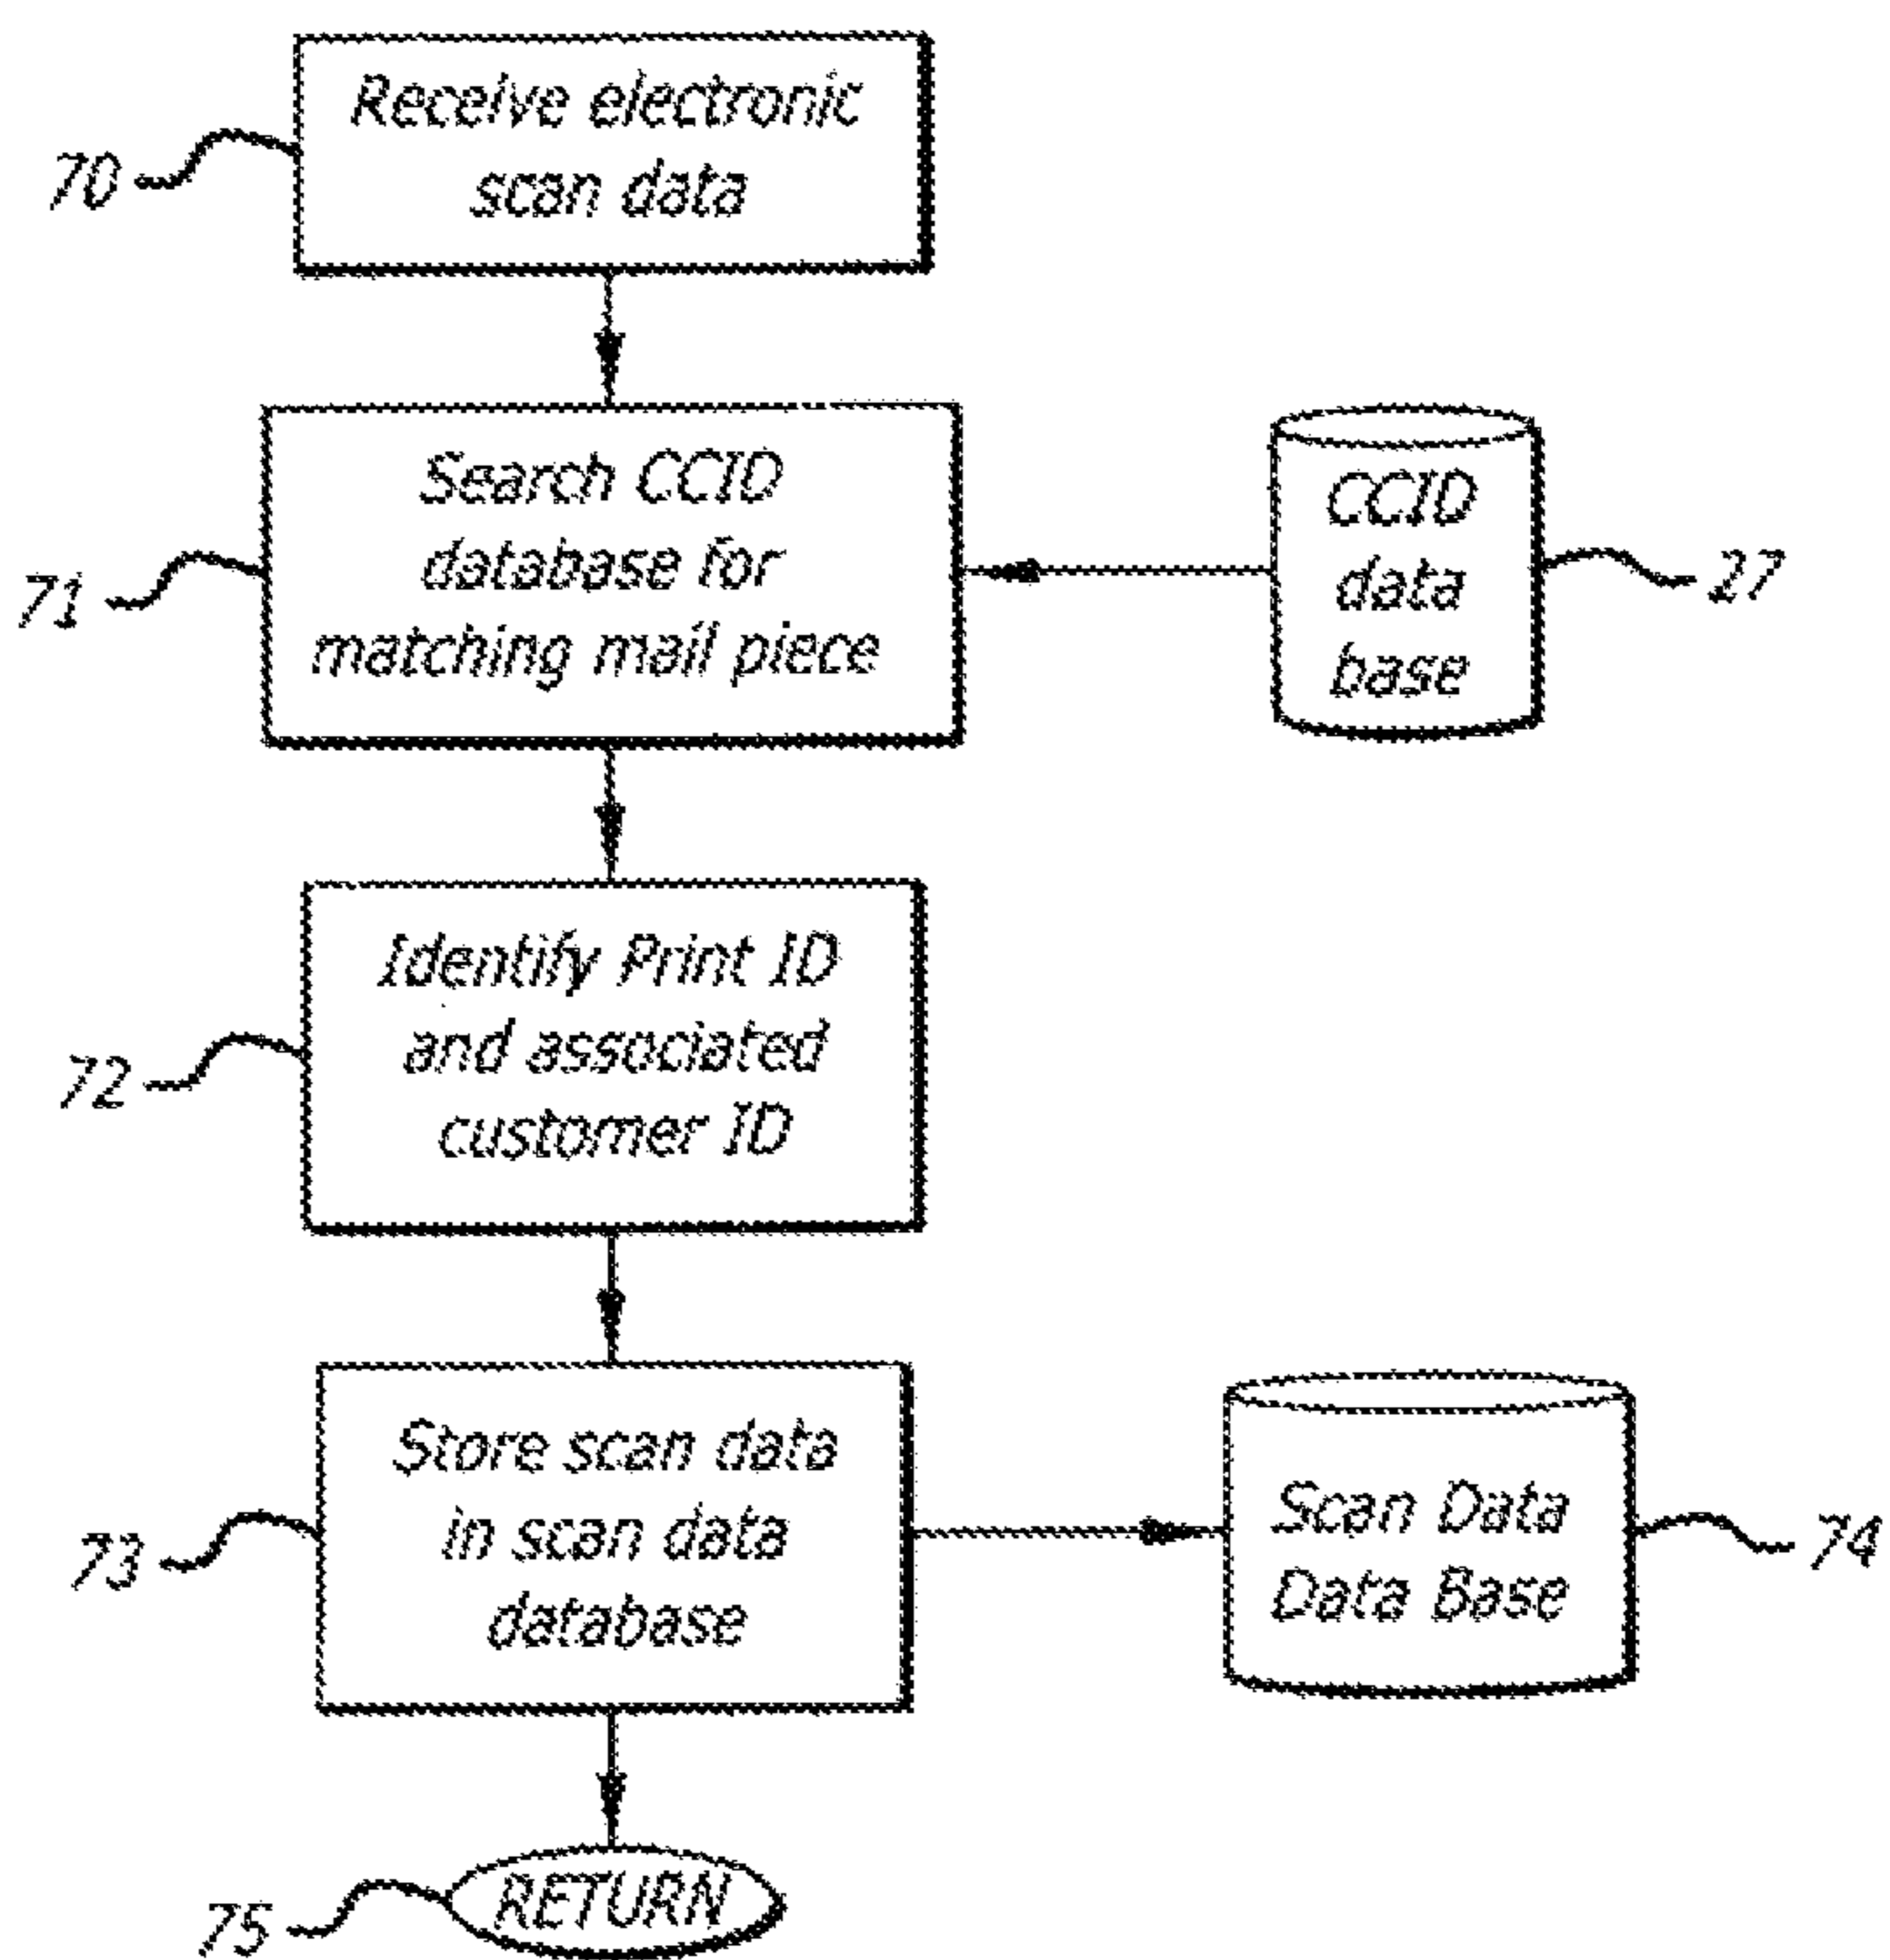 Receive electronic
scan data
70
Search CCID
database for
matching mail piece
71
CCID
data
base
27
Identify Print ID
and associated
customer ID
72
Store scan data
in scan data
database
73
Scan Data
Data Base
74
RETURN
75